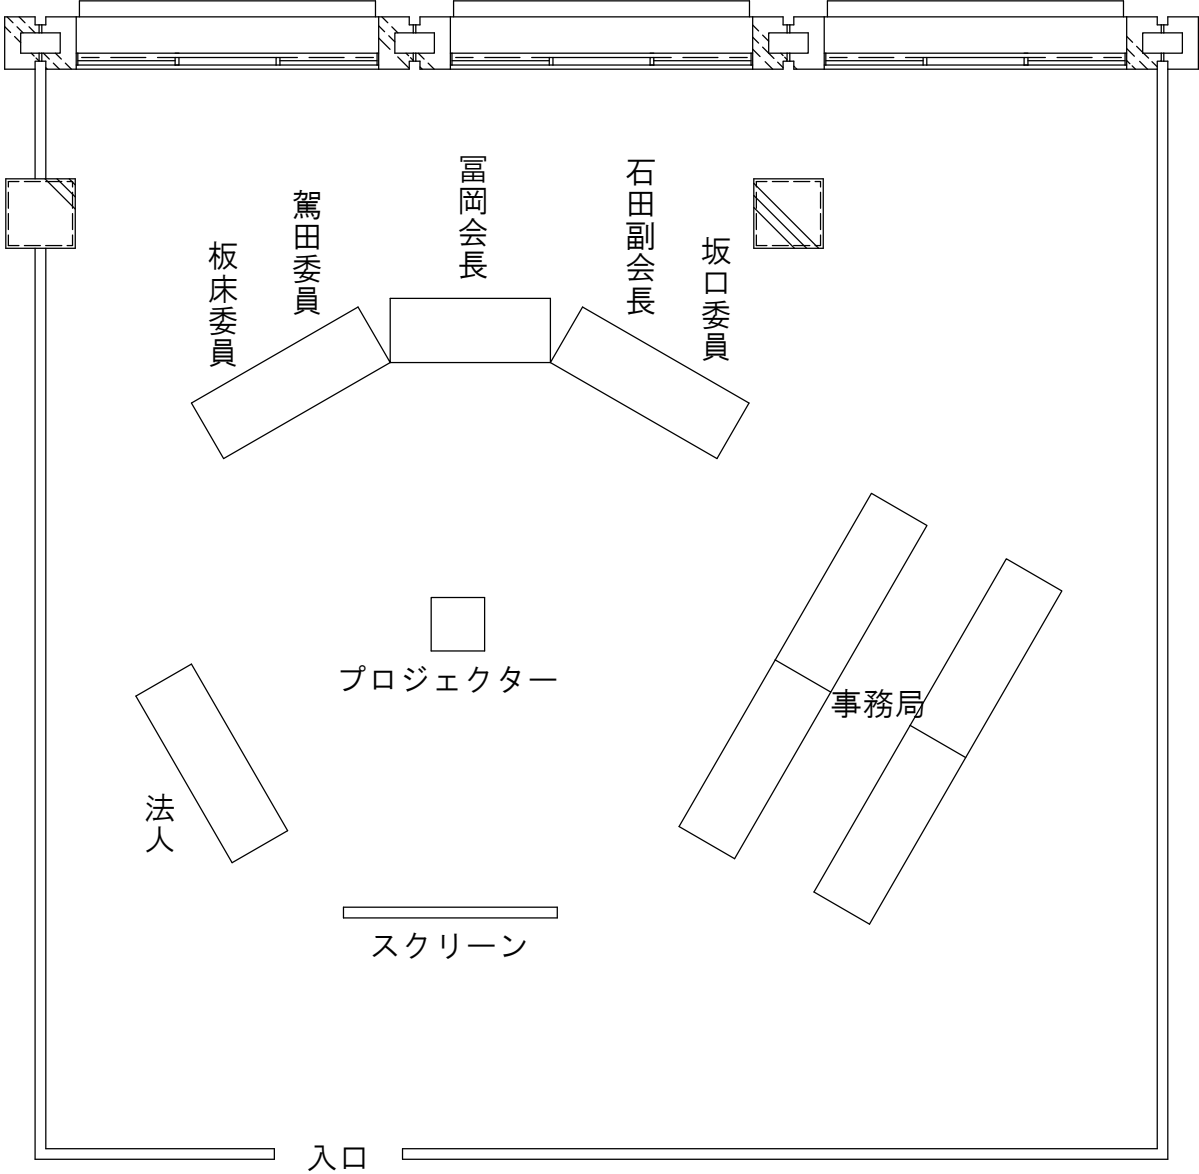 板床委員
駕田委員
冨岡会長
石田副会長
坂口委員
プロジェクター
事務局
法人
スクリーン
入口